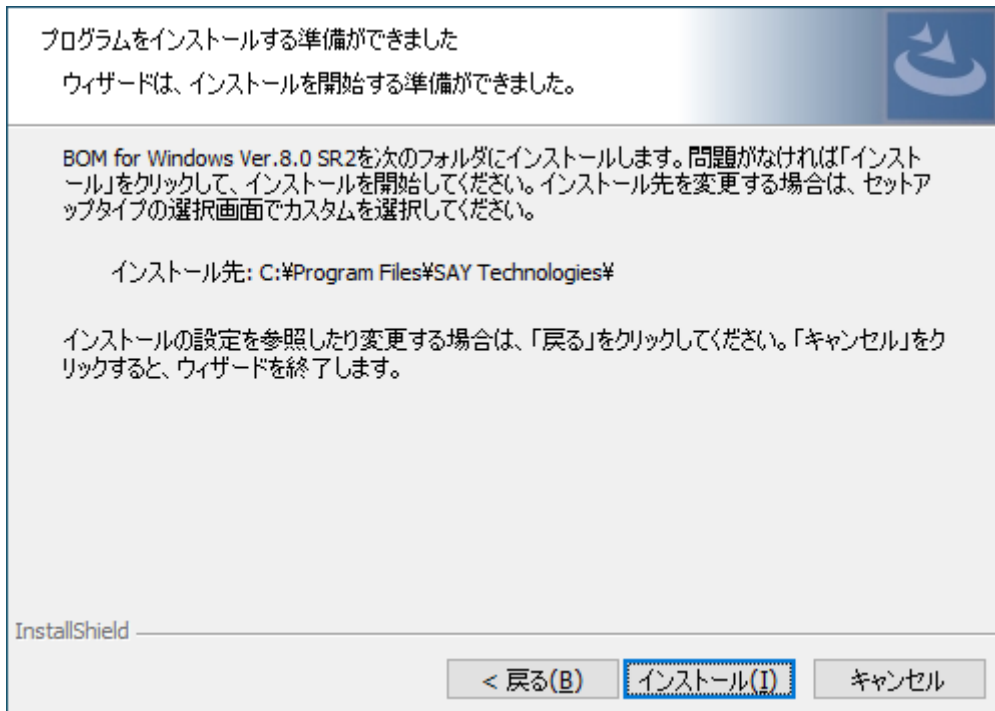 プログラムをインストールする準備ができました
ウィザードは、インストールを開始する準備ができました。
BOM for Windows Ver.8.0 SR2を次のフォルダにインストールします。問題がなければ「インスト
ール」をクリックして、インストールを開始してください。インストール先を変更する場合は、セットア
ップタイプの選択画面でカスタムを選択してください。
インストール先: C:¥Program Files¥SAY Technologies¥
インストールの設定を参照したり変更する場合は、「戻る」をクリックしてください。「キャンセル」をク
リックすると、ウィザードを終了します。
InstallShield
< 戻る(B)
インストール(I)
キャンセル